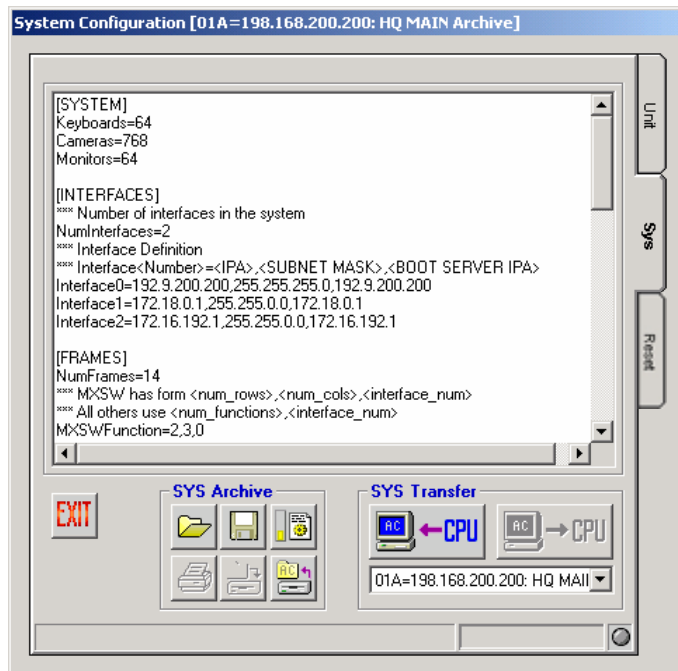 System Configuration [01A=198.168.200.200: HQ MAIN Archive]
Unit
Sys
Reset
[SYSTEM]
Keyboards=64
Cameras=768
Monitors=64
[INTERFACES]
*** Number of interfaces in the system
NumInterfaces=2
*** Interface Definition
*** Interface<Number>=<IPA>,<SUBNET MASK>,<BOOT SERVER IPA>
Interface0=192.9.200.200,255.255.255.0,192.9.200.200
Interface1=172.18.0.1,255.255.0.0,172.18.0.1
Interface2=172.16.192.1,255.255.0.0,172.16.192.1
[FRAMES]
NumFrames=14
*** MXSW has form <num_rows>,<num_cols>,<interface_num>
*** All others use <num_functions>,<interface_num>
MXSWFunction=2,3,0
EXIT
SYS Archive
AC
SYS Transfer
AC ←CPU
AC →CPU
01A=198.168.200.200: HQ MAII